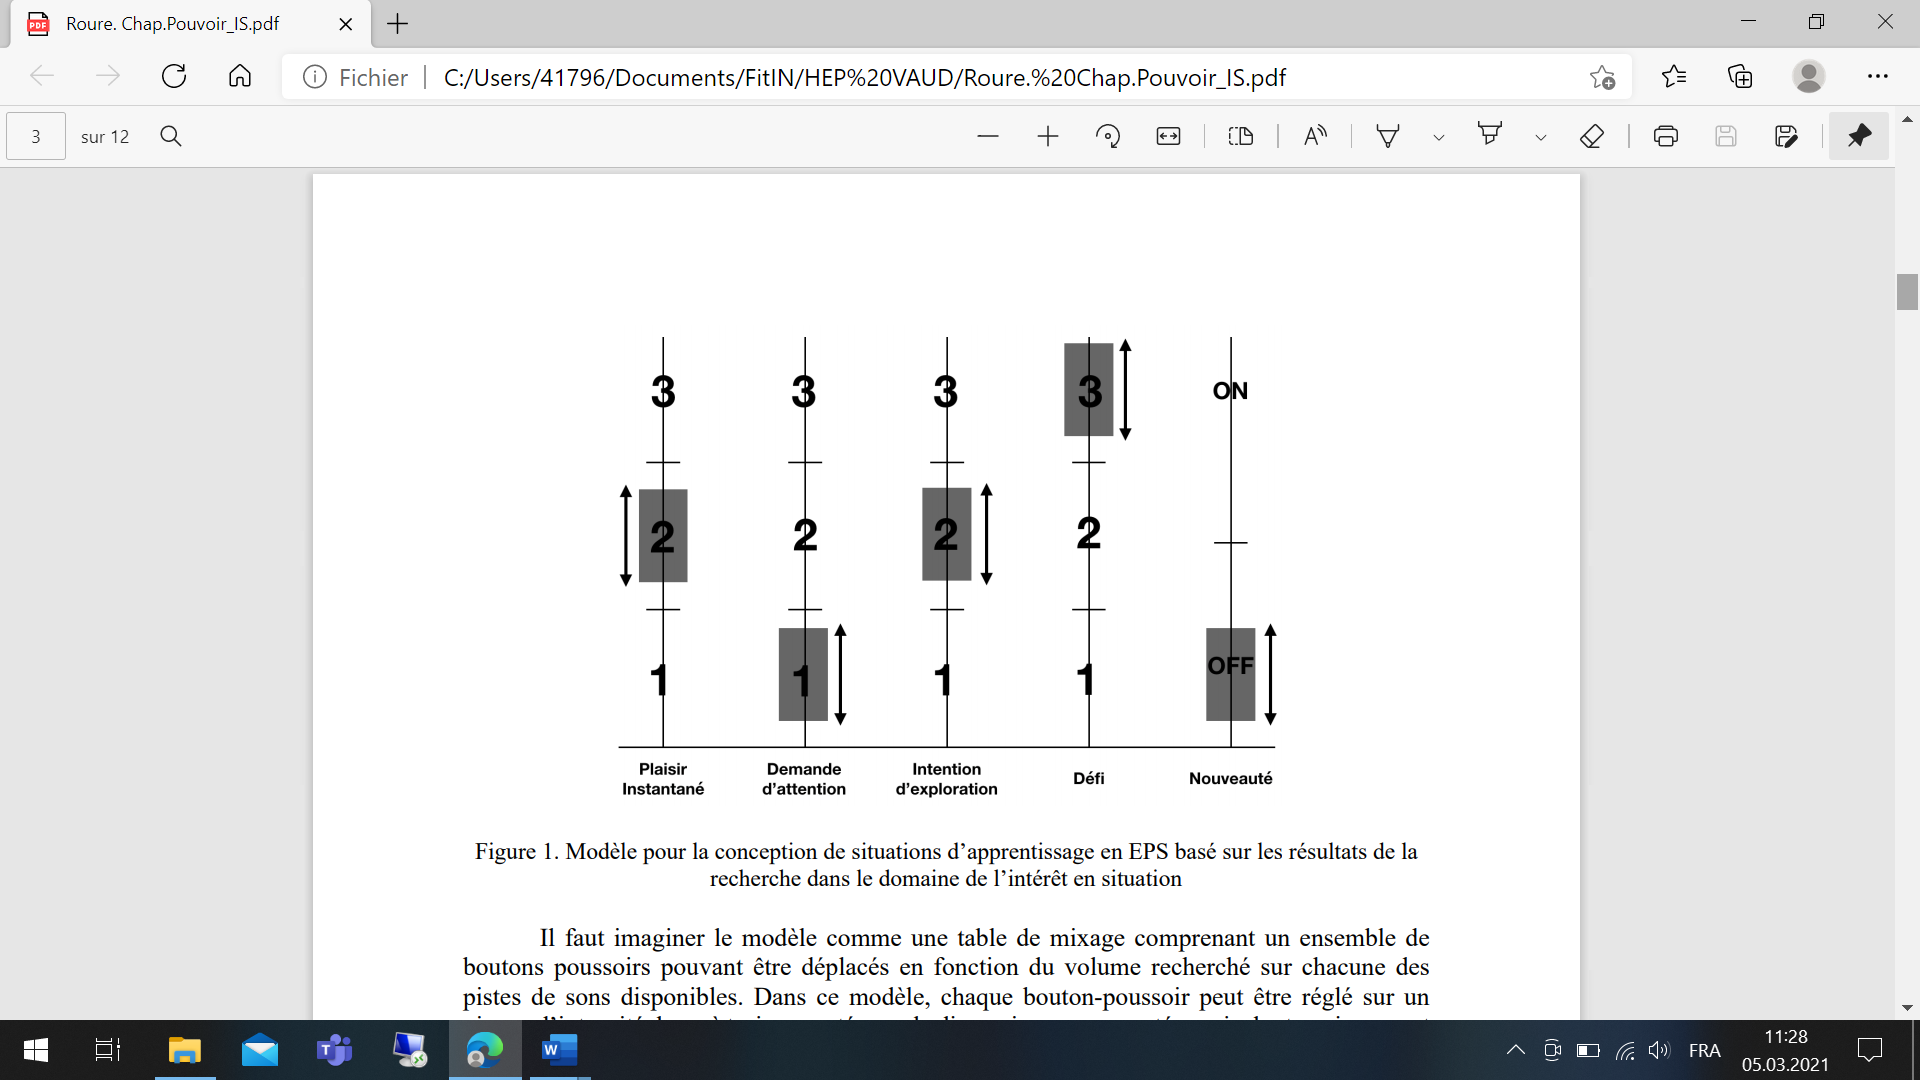 Roure. Chap.Pouvoir_IS.pdf
Fichier
C:/Users/41796/Documents/FitIN/HEP%20VAUD/Roure.%20Chap.Pouvoir_IS.pdf
3 sur 12
3 3 3 3 ON
2 2 2 2
1 1 1 1 OFF
Plaisir Instantané
Demande d'attention
Intention d'exploration
Défi
Nouveauté
Figure 1. Modèle pour la conception de situations d'apprentissage en EPS basé sur les résultats de la
recherche dans le domaine de l'intérêt en situation
Il faut imaginer le modèle comme une table de mixage comprenant un ensemble de
boutons poussoirs pouvant être déplacés en fonction du volume recherché sur chacune des
pistes de sons disponibles. Dans ce modèle, chaque bouton-poussoir peut être réglé sur un
FRA
11:28
05.03.2021